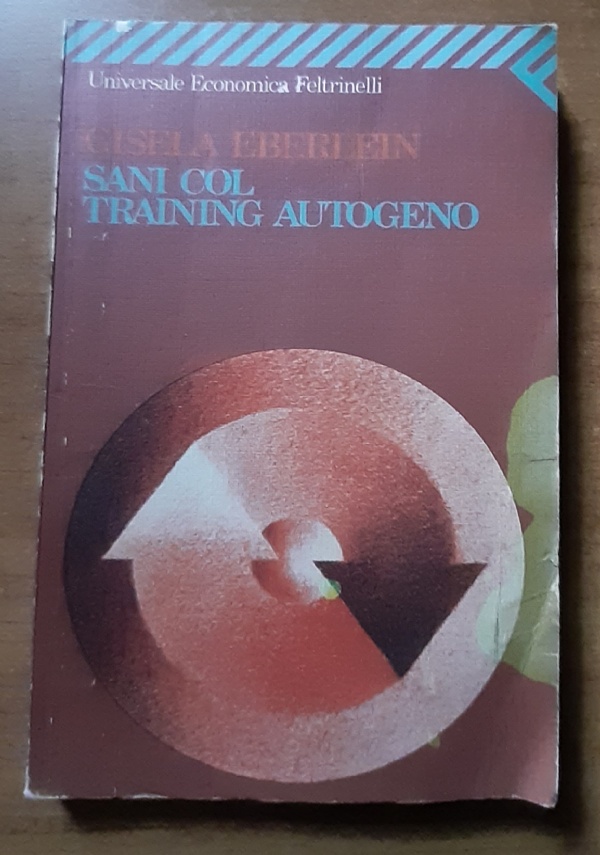 Universale Economica Feltrinelli
GISELA EBERLEIN
SANI COL
TRAINING AUTOGENO